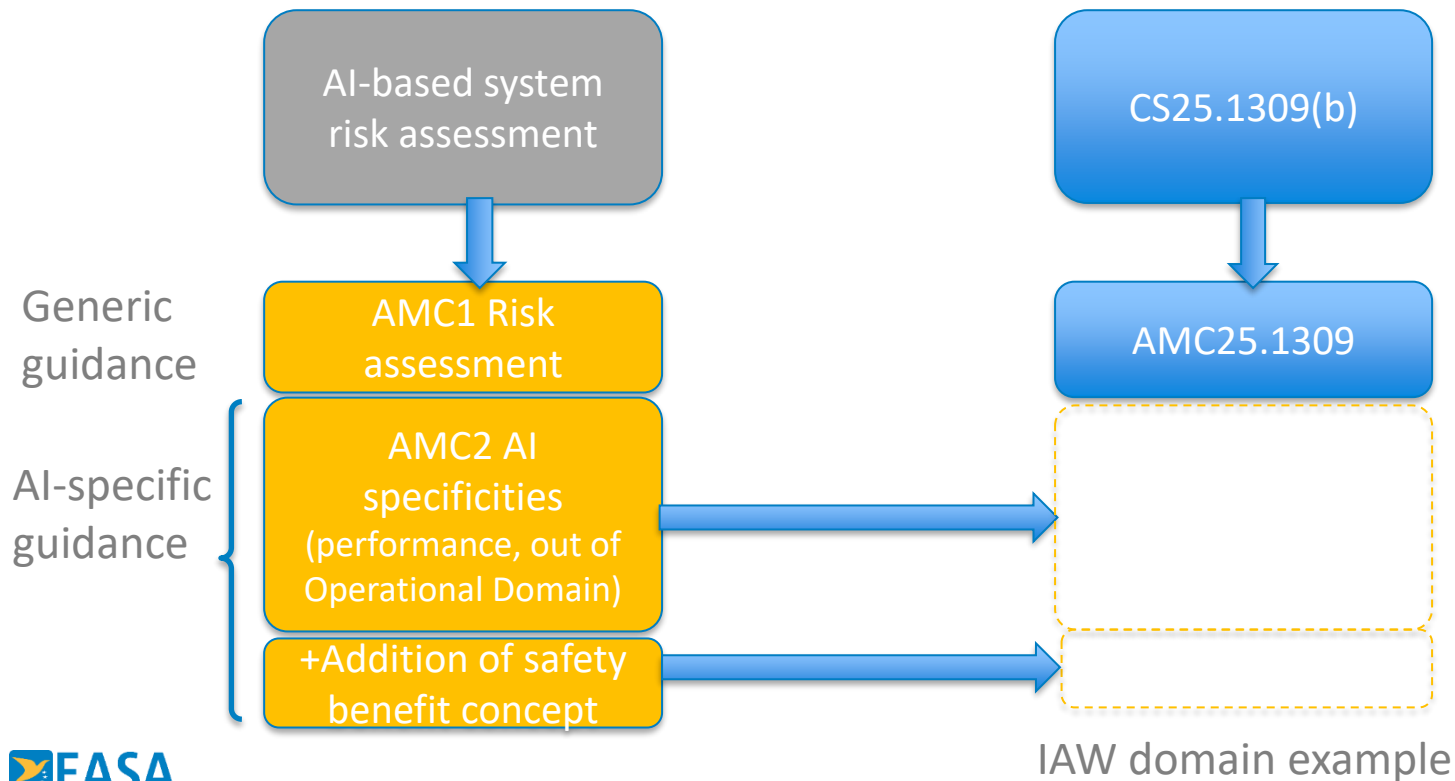 AI-based system
risk assessment
CS25.1309(b)
Generic
guidance
AMC1 Risk
assessment
AMC25.1309
AI-specific
guidance
AMC2 AI
specificities
(performance, out of
Operational Domain)
+Addition of safety
benefit concept
EASA
IAW domain example